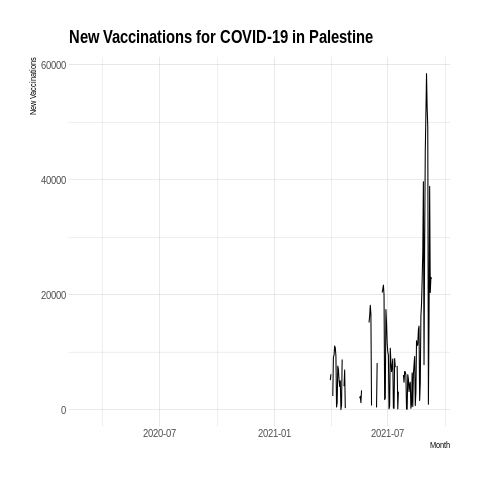 New Vaccinations for COVID-19 in Palestine
New Vaccinations
60000
40000
20000
0
2020-07
2021-01
2021-07
Month